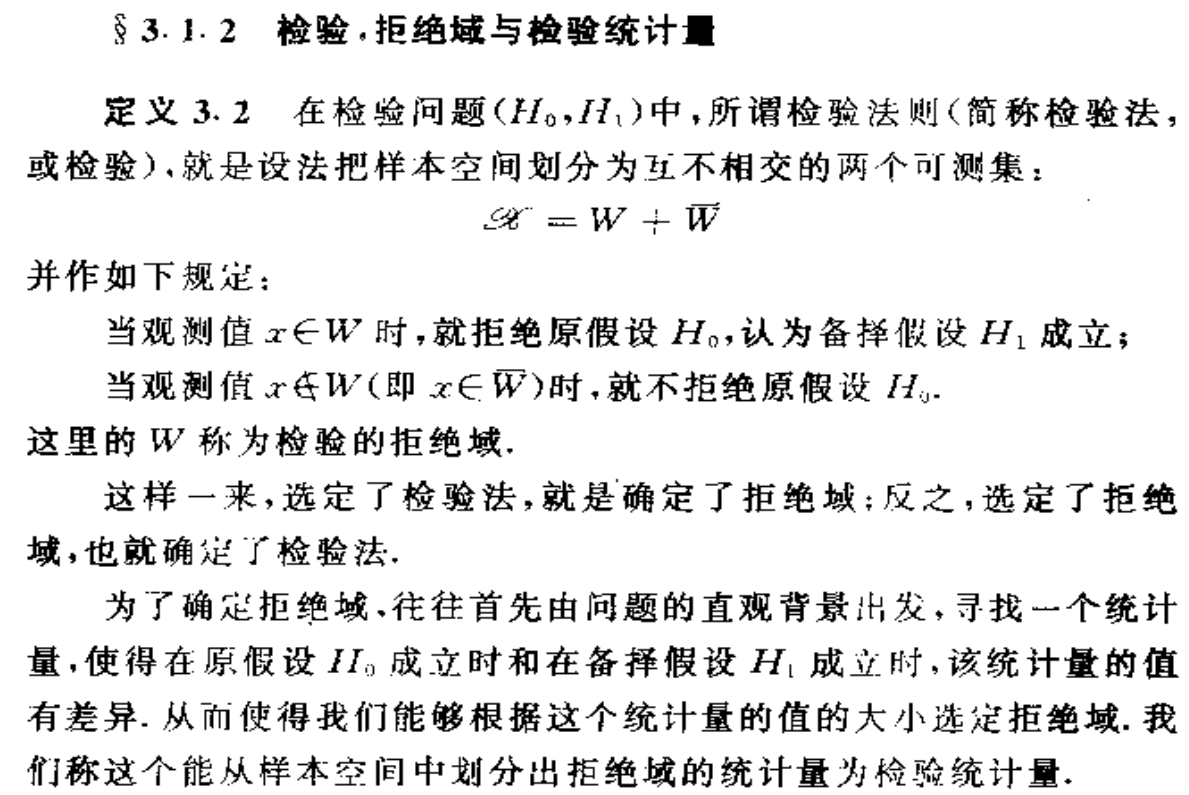 § 3.1.2 检验,拒绝域与检验统计量
定义 3.2 在检验问题(H₀,H₁)中,所谓检验法则(简称检验法,
或检验),就是设法把样本空间划分为互不相交的两个可测集:
𝒳 = W + W̅
并作如下规定:
当观测值 x∈W 时,就拒绝原假设 H₀,认为备择假设 H₁ 成立;
当观测值 x∉W(即 x∈W̅)时,就不拒绝原假设 H₀.
这里的 W 称为检验的拒绝域.
这样一来,选定了检验法,就是确定了拒绝域;反之,选定了拒绝
域,也就确定了检验法.
为了确定拒绝域,往往首先由问题的直观背景出发,寻找一个统计
量,使得在原假设 H₀ 成立时和在备择假设 H₁ 成立时,该统计量的值
有差异.从而使得我们能够根据这个统计量的值的大小选定拒绝域.我
们称这个能从样本空间中划分出拒绝域的统计量为检验统计量.